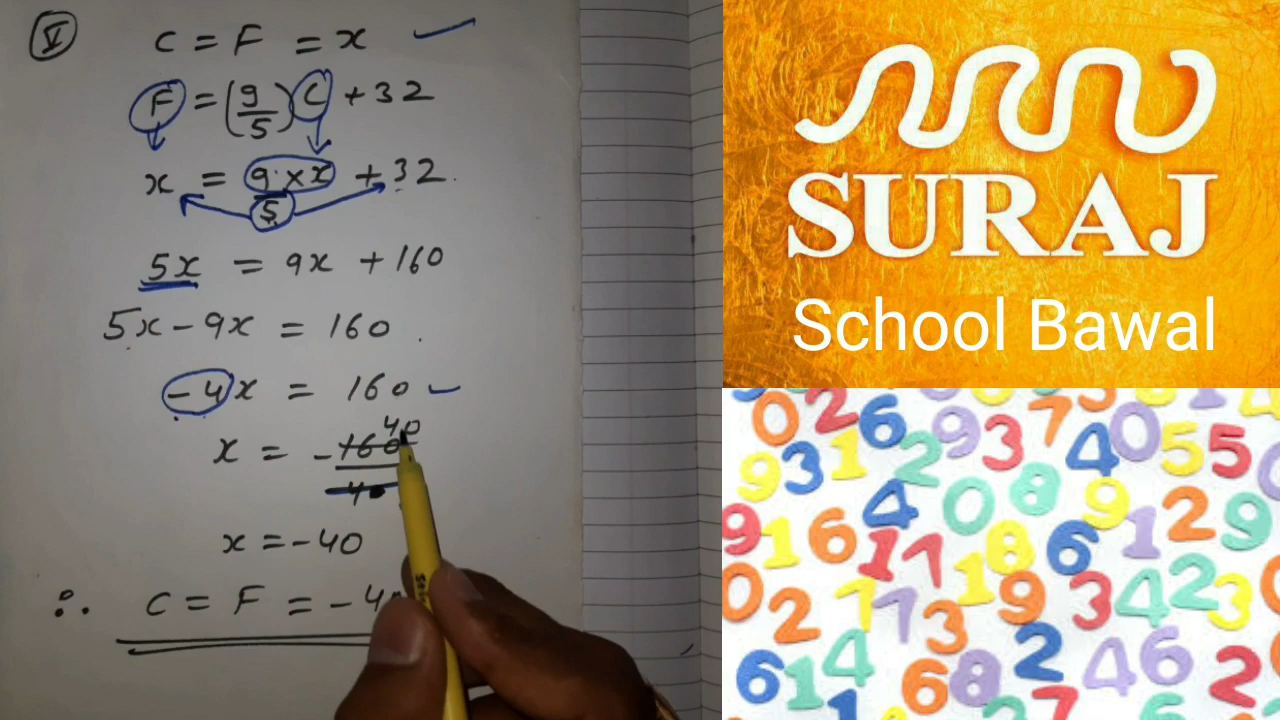 V
C = F = x
F = (9/5) C + 32
x = 9 × x / 5 + 32
5x = 9x + 160
5x - 9x = 160
-4x = 160
40
x = -160/4
x = -40
∴ C = F = -40
SURAJ
School Bawal